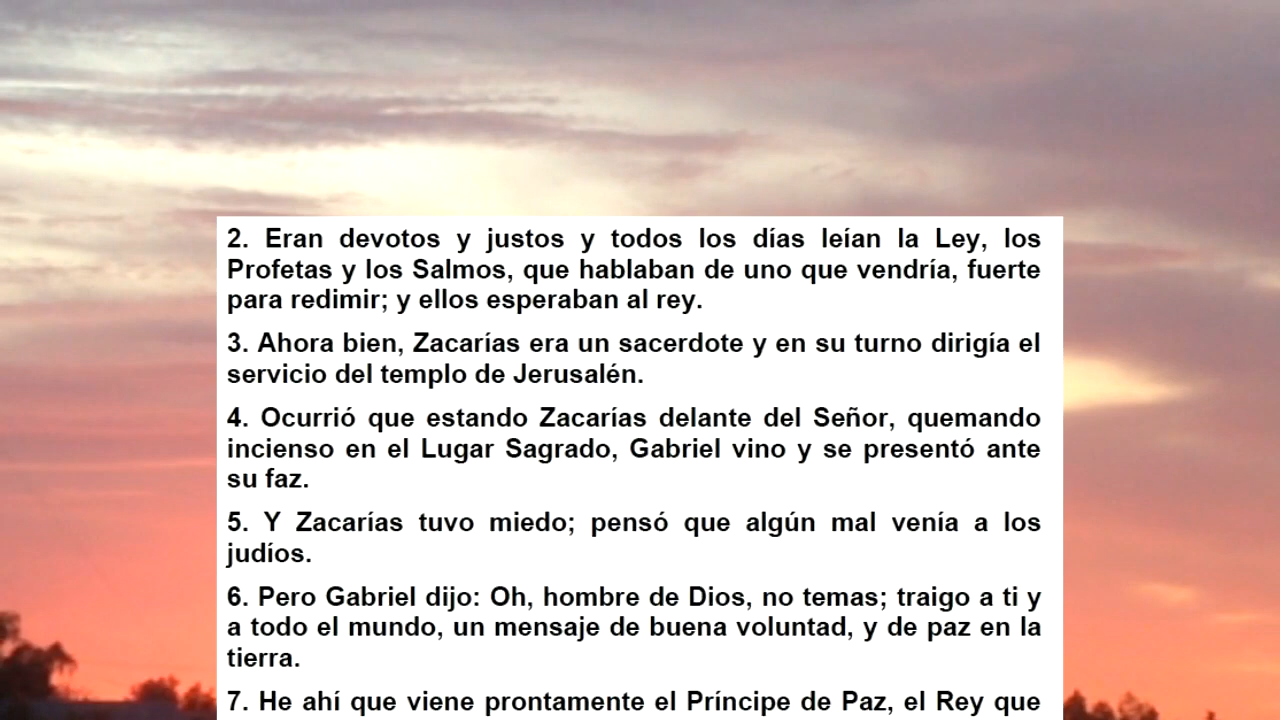 2. Eran devotos y justos y todos los días leían la Ley, los
Profetas y los Salmos, que hablaban de uno que vendría, fuerte
para redimir; y ellos esperaban al rey.
3. Ahora bien, Zacarías era un sacerdote y en su turno dirigía el
servicio del templo de Jerusalén.
4. Ocurrió que estando Zacarías delante del Señor, quemando
incienso en el Lugar Sagrado, Gabriel vino y se presentó ante
su faz.
5. Y Zacarías tuvo miedo; pensó que algún mal venía a los
judíos.
6. Pero Gabriel dijo: Oh, hombre de Dios, no temas; traigo a ti y
a todo el mundo, un mensaje de buena voluntad, y de paz en la
tierra.
7. He ahí que viene prontamente el Príncipe de Paz, el Rey que